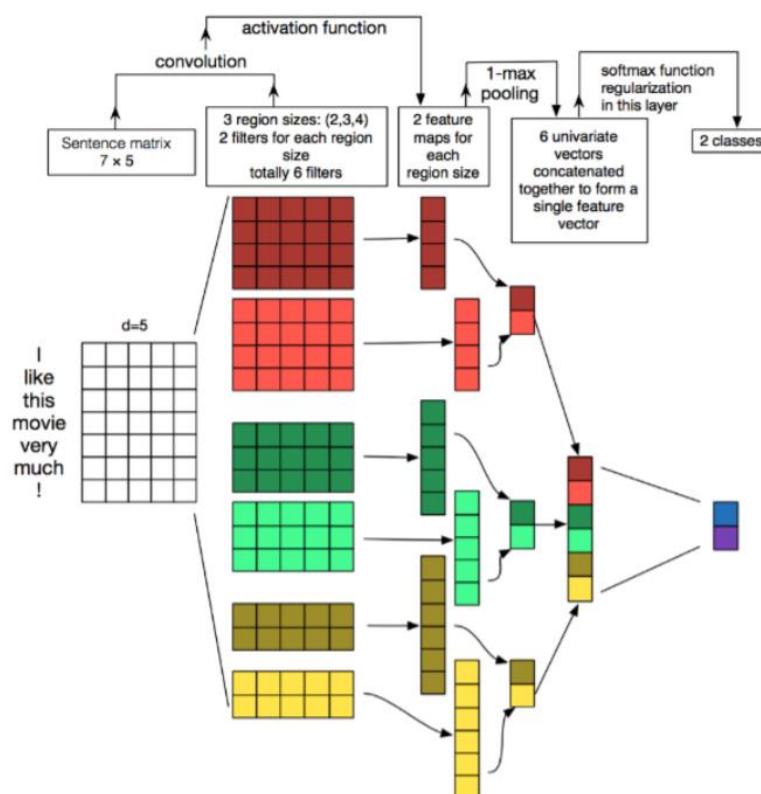 activation function
convolution
1-max
pooling
softmax function
regularization
in this layer
Sentence matrix
7 × 5
3 region sizes: (2,3,4)
2 filters for each region
size
totally 6 filters
2 feature
maps for
each
region size
6 univariate
vectors
concatenated
together to form a
single feature
vector
2 classes
d=5
I
like
this
movie
very
much
!